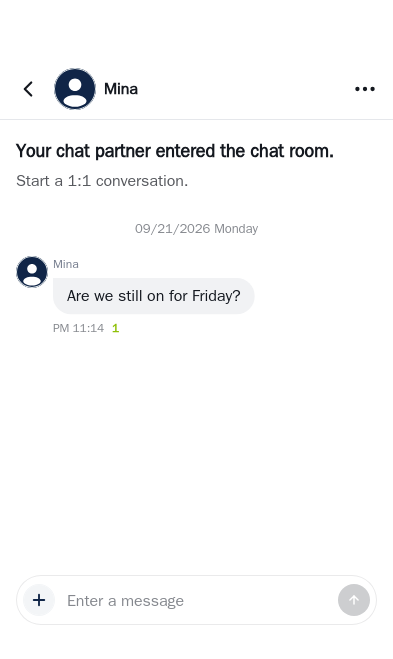 Mina
Your chat partner entered the chat room.
Start a 1:1 conversation.
09/21/2026 Monday
Mina
Are we still on for Friday?
PM 11:14 1
Enter a message